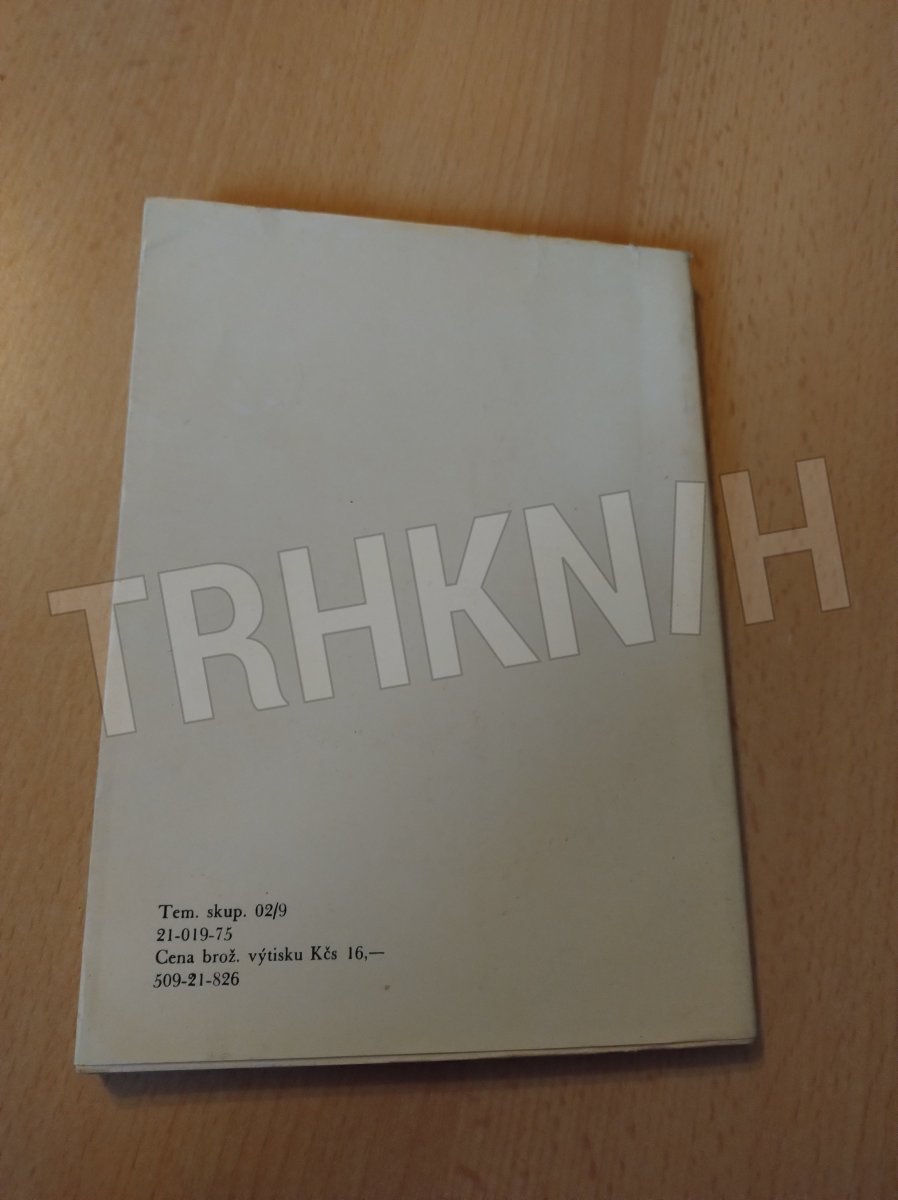 TRHKNIH
Tem. skup. 02/9
21-019-75
Cena brož. výtisku Kčs 16,—
509-21-826